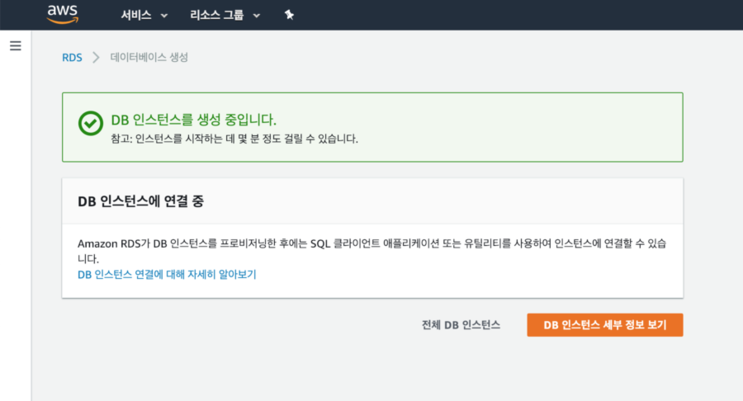 aws
서비스
리소스 그룹
RDS > 데이터베이스 생성
DB 인스턴스를 생성 중입니다.
참고: 인스턴스를 시작하는 데 몇 분 정도 걸릴 수 있습니다.
DB 인스턴스에 연결 중
Amazon RDS가 DB 인스턴스를 프로비저닝한 후에는 SQL 클라이언트 애플리케이션 또는 유틸리티를 사용하여 인스턴스에 연결할 수 있습
니다.
DB 인스턴스 연결에 대해 자세히 알아보기
전체 DB 인스턴스
DB 인스턴스 세부 정보 보기